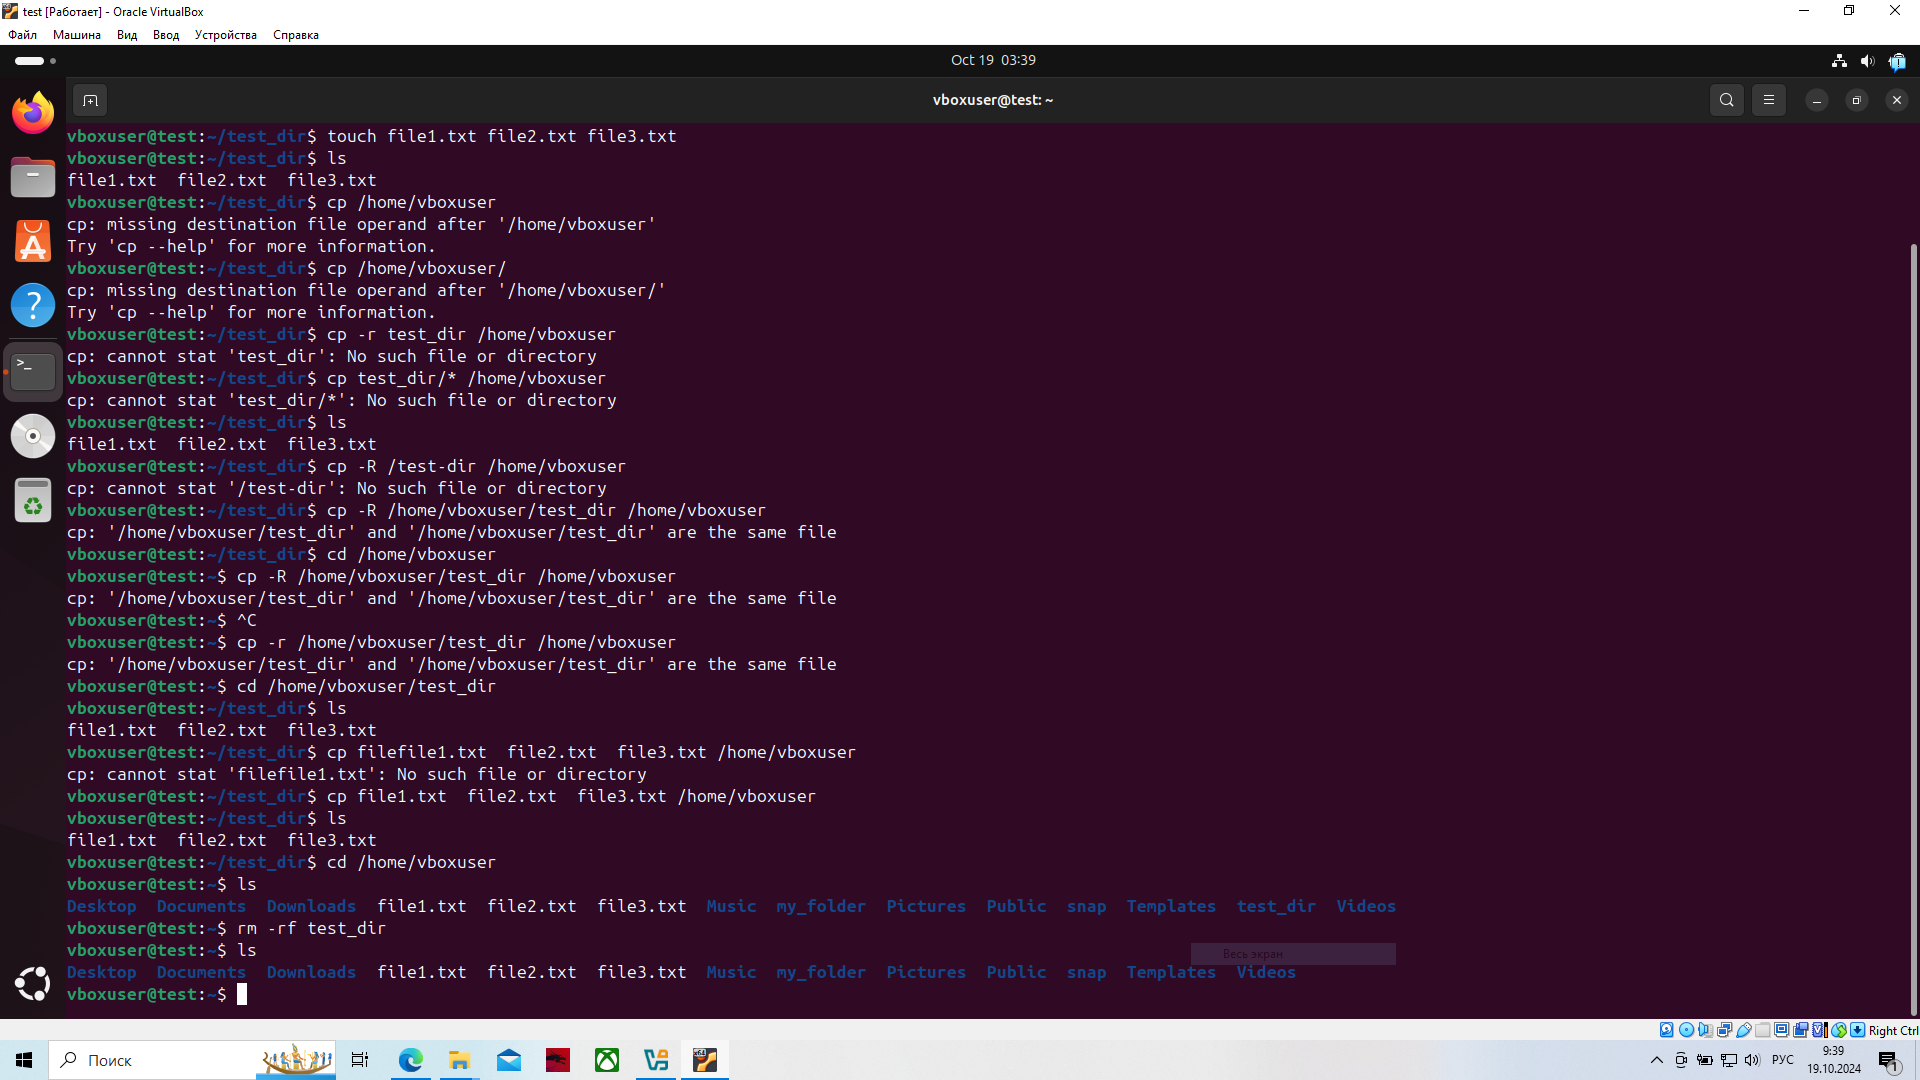 test [Работает] - Oracle VirtualBox
Файл Машина Вид Ввод Устройства Справка
Oct 19 03:39
vboxuser@test: ~
vboxuser@test:~/test_dir$ touch file1.txt file2.txt file3.txt
vboxuser@test:~/test_dir$ ls
file1.txt  file2.txt  file3.txt
vboxuser@test:~/test_dir$ cp /home/vboxuser
cp: missing destination file operand after '/home/vboxuser'
Try 'cp --help' for more information.
vboxuser@test:~/test_dir$ cp /home/vboxuser/
cp: missing destination file operand after '/home/vboxuser/'
Try 'cp --help' for more information.
vboxuser@test:~/test_dir$ cp -r test_dir /home/vboxuser
cp: cannot stat 'test_dir': No such file or directory
vboxuser@test:~/test_dir$ cp test_dir/* /home/vboxuser
cp: cannot stat 'test_dir/*': No such file or directory
vboxuser@test:~/test_dir$ ls
file1.txt  file2.txt  file3.txt
vboxuser@test:~/test_dir$ cp -R /test-dir /home/vboxuser
cp: cannot stat '/test-dir': No such file or directory
vboxuser@test:~/test_dir$ cp -R /home/vboxuser/test_dir /home/vboxuser
cp: '/home/vboxuser/test_dir' and '/home/vboxuser/test_dir' are the same file
vboxuser@test:~/test_dir$ cd /home/vboxuser
vboxuser@test:~$ cp -R /home/vboxuser/test_dir /home/vboxuser
cp: '/home/vboxuser/test_dir' and '/home/vboxuser/test_dir' are the same file
vboxuser@test:~$ ^C
vboxuser@test:~$ cp -r /home/vboxuser/test_dir /home/vboxuser
cp: '/home/vboxuser/test_dir' and '/home/vboxuser/test_dir' are the same file
vboxuser@test:~$ cd /home/vboxuser/test_dir
vboxuser@test:~/test_dir$ ls
file1.txt  file2.txt  file3.txt
vboxuser@test:~/test_dir$ cp filefile1.txt  file2.txt  file3.txt /home/vboxuser
cp: cannot stat 'filefile1.txt': No such file or directory
vboxuser@test:~/test_dir$ cp file1.txt  file2.txt  file3.txt /home/vboxuser
vboxuser@test:~/test_dir$ ls
file1.txt  file2.txt  file3.txt
vboxuser@test:~/test_dir$ cd /home/vboxuser
vboxuser@test:~$ ls
Desktop  Documents  Downloads  file1.txt  file2.txt  file3.txt  Music  my_folder  Pictures  Public  snap  Templates  test_dir  Videos
vboxuser@test:~$ rm -rf test_dir
vboxuser@test:~$ ls
Весь экран
Desktop  Documents  Downloads  file1.txt  file2.txt  file3.txt  Music  my_folder  Pictures  Public  snap  Templates  Videos
vboxuser@test:~$
Right Ctrl
Поиск
РУС
9:39
19.10.2024
1